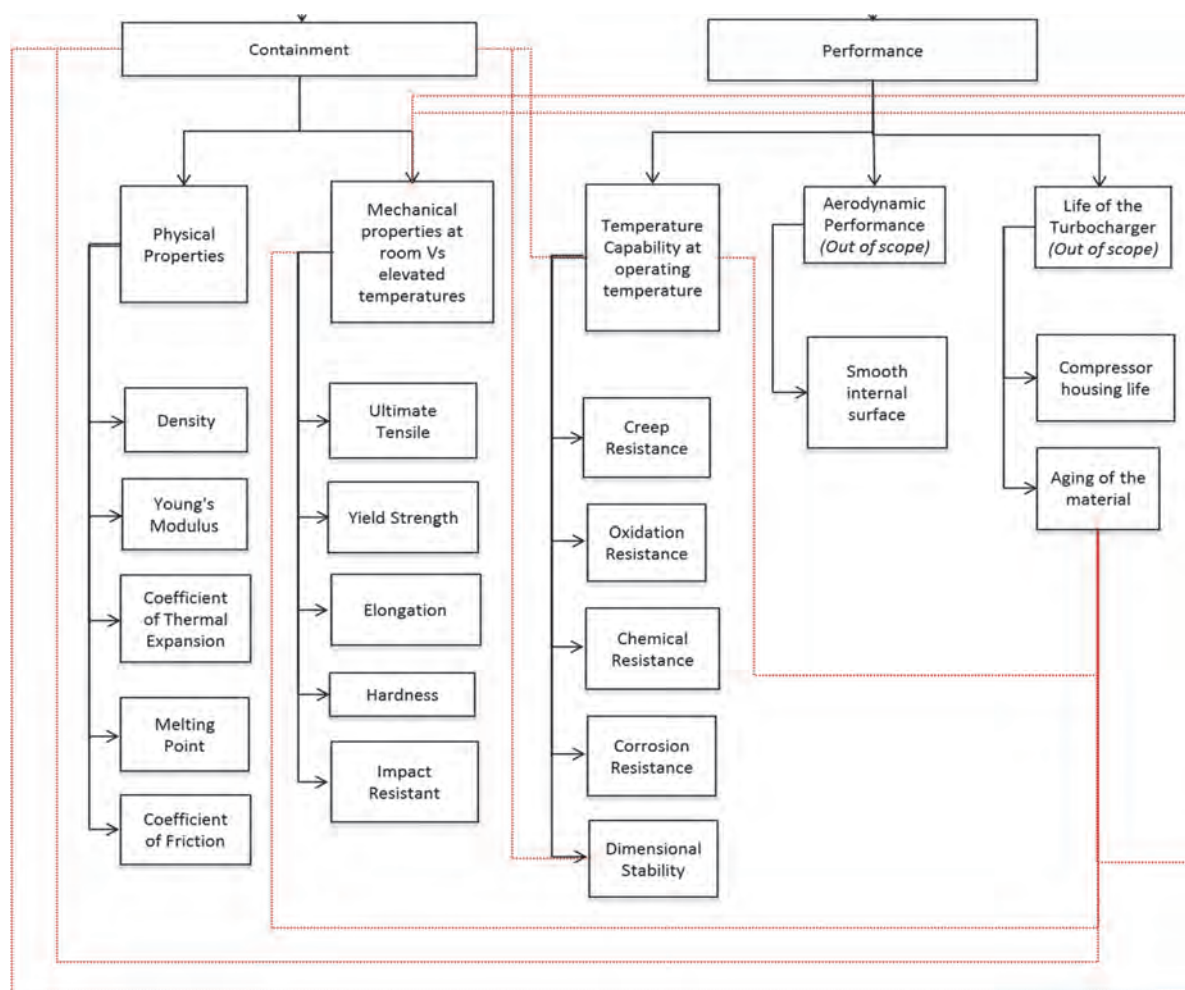 Containment
Performance
Physical
Properties
Mechanical
properties at
room Vs
elevated
temperatures
Temperature
Capability at
operating
temperature
Aerodynamic
Performance
(Out of scope)
Life of the
Turbocharger
(Out of scope)
Density
Young's
Modulus
Coefficient
of Thermal
Expansion
Melting
Point
Coefficient
of Friction
Ultimate
Tensile
Yield Strength
Elongation
Hardness
Impact
Resistant
Creep
Resistance
Oxidation
Resistance
Chemical
Resistance
Corrosion
Resistance
Dimensional
Stability
Smooth
internal
surface
Compressor
housing life
Aging of the
material